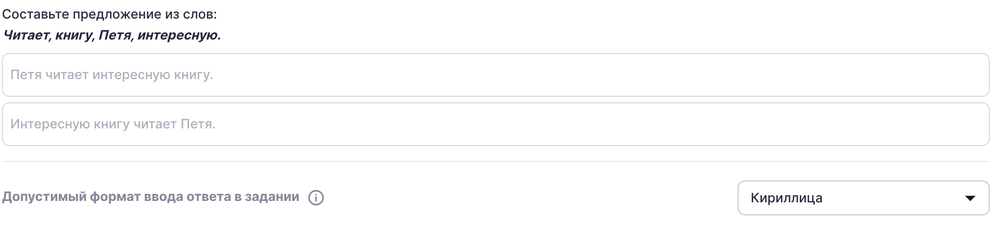 Составьте предложение из слов:
Читает, книгу, Петя, интересную.
Петя читает интересную книгу.
Интересную книгу читает Петя.
Допустимый формат ввода ответа в задании
Кириллица